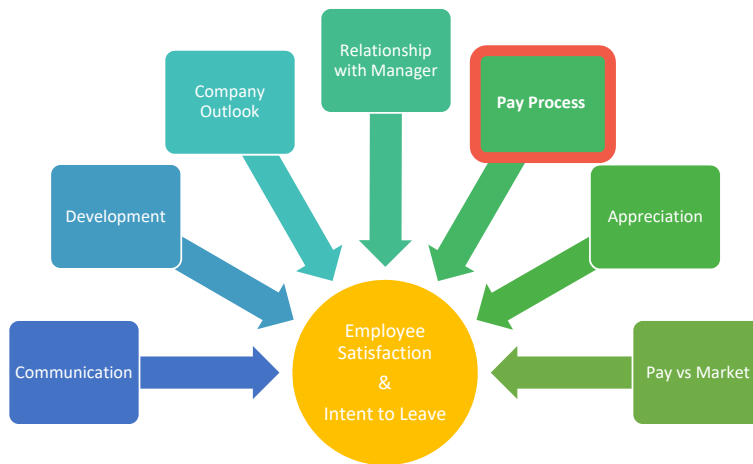 Relationship
with Manager
Company
Outlook
Pay Process
Development
Appreciation
Communication
Employee
Satisfaction
&
Intent to Leave
Pay vs Market